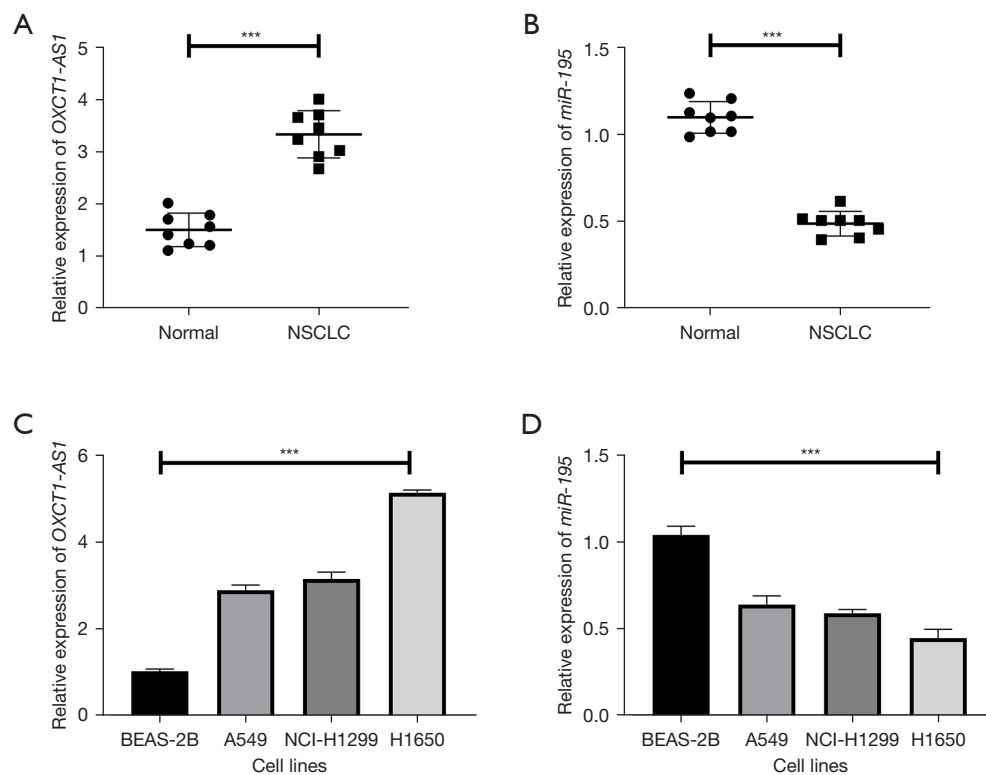 A
Relative expression of OXCT1-AS1
5
4
3
2
1
0
***
Normal
NSCLC
B
Relative expression of miR-195
1.5
1.0
0.5
0.0
***
Normal
NSCLC
C
Relative expression of OXCT1-AS1
6
4
2
0
***
BEAS-2B
A549
NCI-H1299
H1650
Cell lines
D
Relative expression of miR-195
1.5
1.0
0.5
0.0
***
BEAS-2B
A549
NCI-H1299
H1650
Cell lines